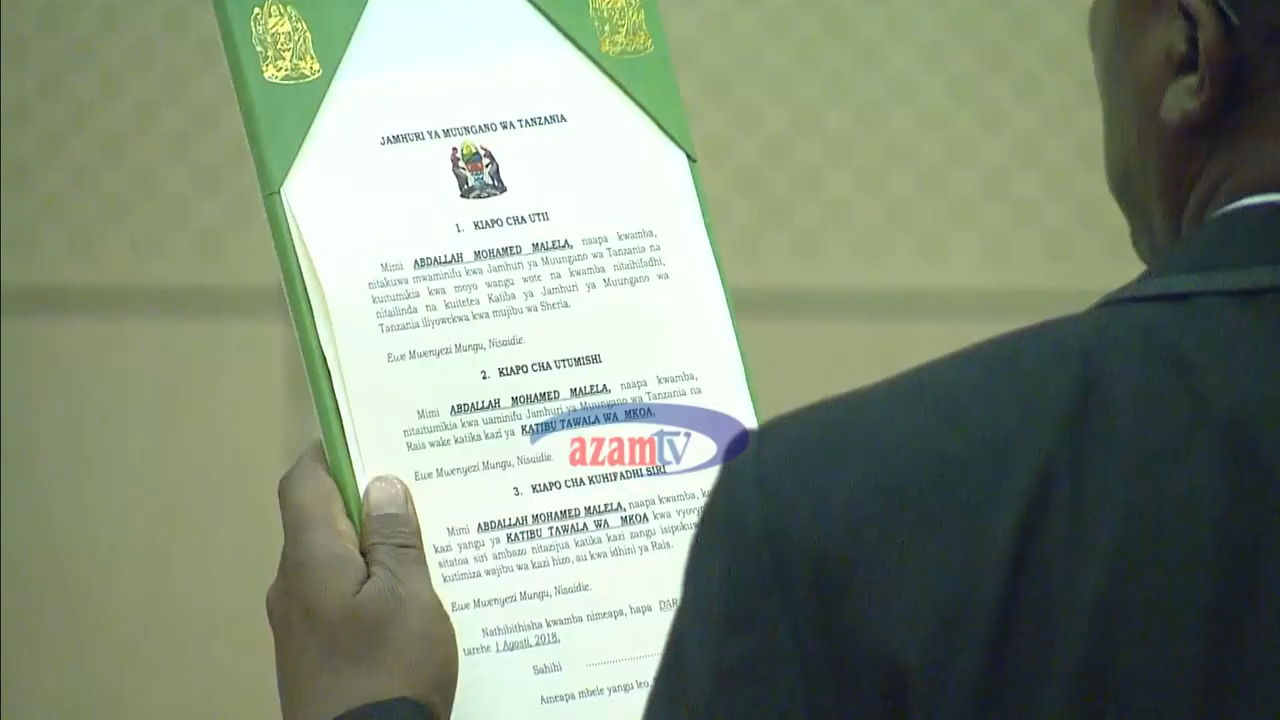 JAMHURI YA MUUNGANO WA TANZANIA
1. KIAPO CHA UTII
Mimi ABDALLAH MOHAMED MALELA, naapa kwamba,
nitakuwa mwaminifu kwa Jamhuri ya Muungano wa Tanzania na
kuitumikia kwa moyo wangu wote na kwamba nitaihifadhi,
nitailinda na kuitetea Katiba ya Jamhuri ya Muungano wa
Tanzania iliyowekwa kwa mujibu wa Sheria.
Ewe Mwenyezi Mungu, Nisaidie.
2. KIAPO CHA UTUMISHI
Mimi ABDALLAH MOHAMED MALELA, naapa kwamba,
nitaitumikia kwa uaminifu Jamhuri ya Muungano wa Tanzania na
Rais wake katika kazi ya KATIBU TAWALA WA MKOA.
Ewe Mwenyezi Mungu, Nisaidie.
azamtv
3. KIAPO CHA KUHIFADHI SIRI
Mimi ABDALLAH MOHAMED MALELA, naapa kwamba,
kazi yangu ya KATIBU TAWALA WA MKOA kwa
sitatoa siri ambazo nitazijua katika kazi zangu
kutimiza wajibu wa kazi hizo, au kwa idhini ya Rais.
Ewe Mwenyezi Mungu, Nisaidie.
Nathibitisha kwamba nimeapa, hapa DAR
tarehe 1 Agosti, 2018.
Sahihi ....................
Ameapa mbele yangu leo,